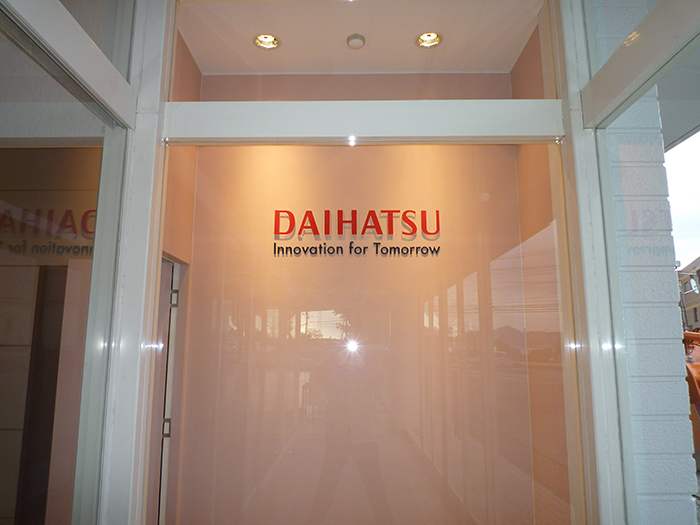 DAIHATSU
Innovation for Tomorrow